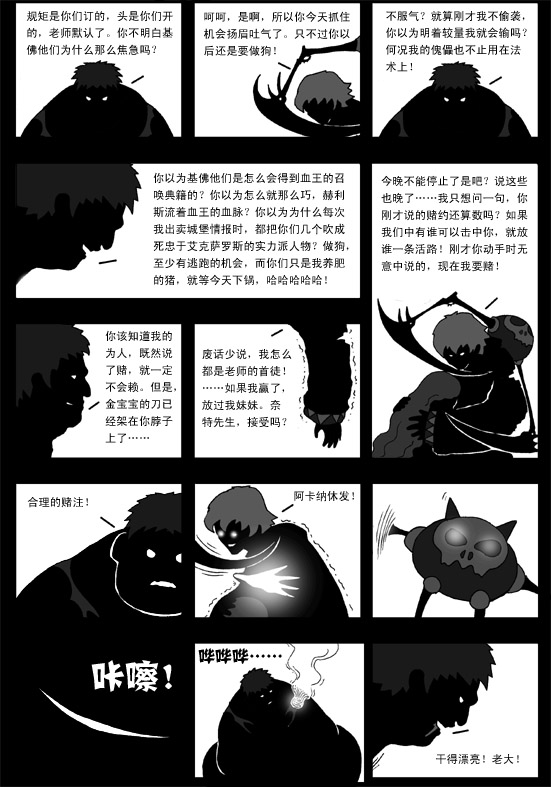 规矩是你们订的，头是你们开
的，老师默认了。你不明白基
佛他们为什么那么焦急吗？
呵呵，是啊，所以你今天抓住
机会扬眉吐气了。只不过你以
后还是要做狗！
不服气？就算刚才我不偷袭，
你以为明着较量我就会输吗？
何况我的傀儡也不止用在法
术上！
你以为基佛他们是怎么会得到血王的召
唤典籍的？你以为怎么就那么巧，赫利
斯流着血王的血脉？你以为为什么每次
我出卖城堡情报时，都把你们几个吹成
死忠于艾克萨罗斯的实力派人物？做狗，
至少有逃跑的机会，而你们只是我养肥
的猪，就等今天下锅，哈哈哈哈哈！
今晚不能停止了是吧？说这些
也晚了……我只想问一句，你
刚才说的赌约还算数吗？如果
我们中有谁可以击中你，就放
谁一条活路！刚才你动手时无
意中说的，现在我要赌！
你该知道我的
为人，既然说
了赌，就一定
不会赖。但是，
金宝宝的刀已
经架在你脖子
上了……
废话少说，我怎么
都是老师的首徒！
……如果我赢了，
放过我妹妹。奈
特先生，接受吗？
合理的赌注！
阿卡纳休发！
咔嚓！
哗哗哗……
干得漂亮！老大！